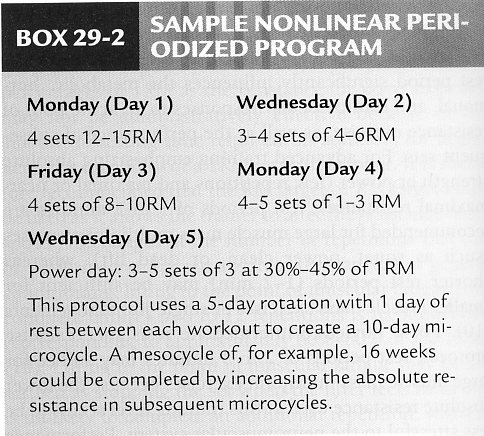 BOX 29-2
SAMPLE NONLINEAR PERI-
ODIZED PROGRAM
Monday (Day 1)
4 sets 12–15RM
Wednesday (Day 2)
3–4 sets of 4–6RM
Friday (Day 3)
4 sets of 8–10RM
Monday (Day 4)
4–5 sets of 1–3 RM
Wednesday (Day 5)
Power day: 3–5 sets of 3 at 30%–45% of 1RM
This protocol uses a 5-day rotation with 1 day of
rest between each workout to create a 10-day mi-
crocycle. A mesocycle of, for example, 16 weeks
could be completed by increasing the absolute re-
sistance in subsequent microcycles.